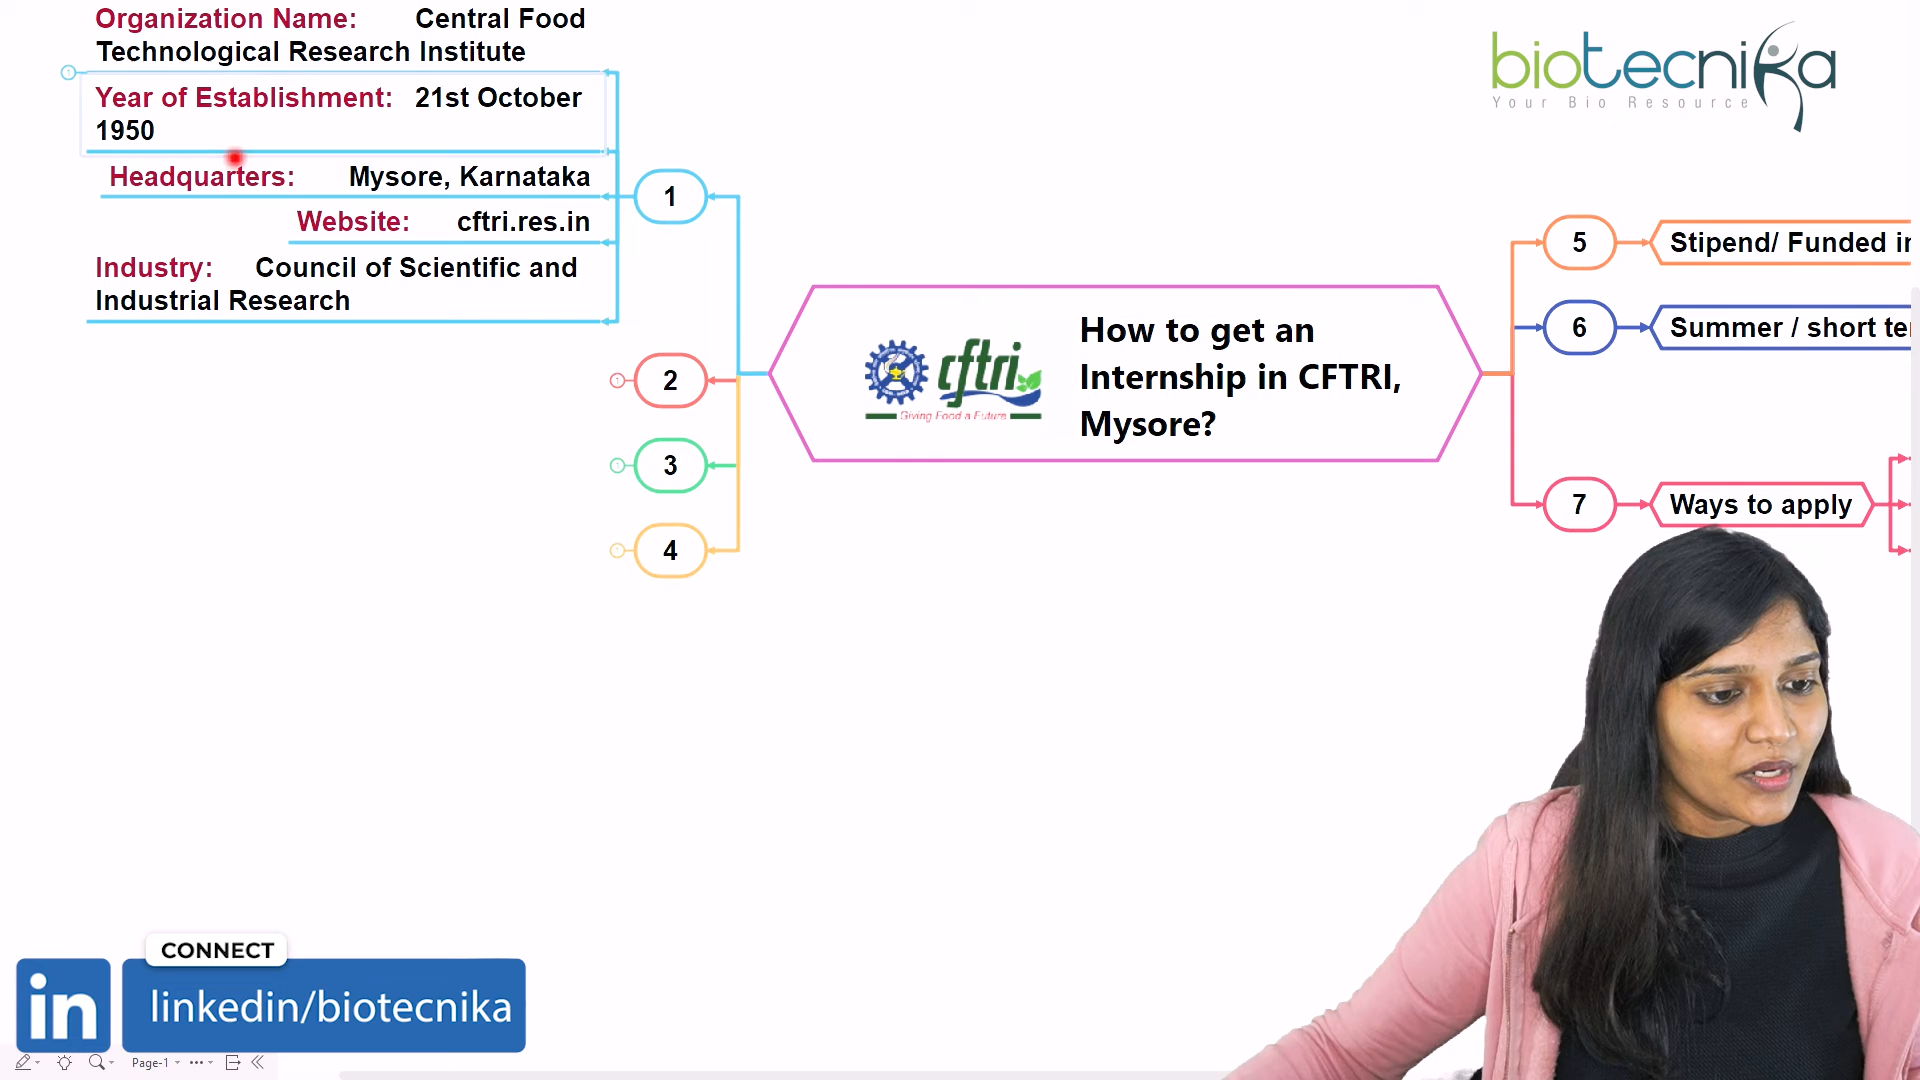 Organization Name: Central Food
Technological Research Institute
Year of Establishment: 21st October
1950
Headquarters: Mysore, Karnataka
Website: cftri.res.in
Industry: Council of Scientific and
Industrial Research
1
2
3
4
cftri
Giving Food a Future
How to get an
Internship in CFTRI,
Mysore?
biotecnika
Your Bio Resource
5
Stipend/ Funded
6
Summer / short
7
Ways to apply
CONNECT
in
linkedin/biotecnika
Page-1